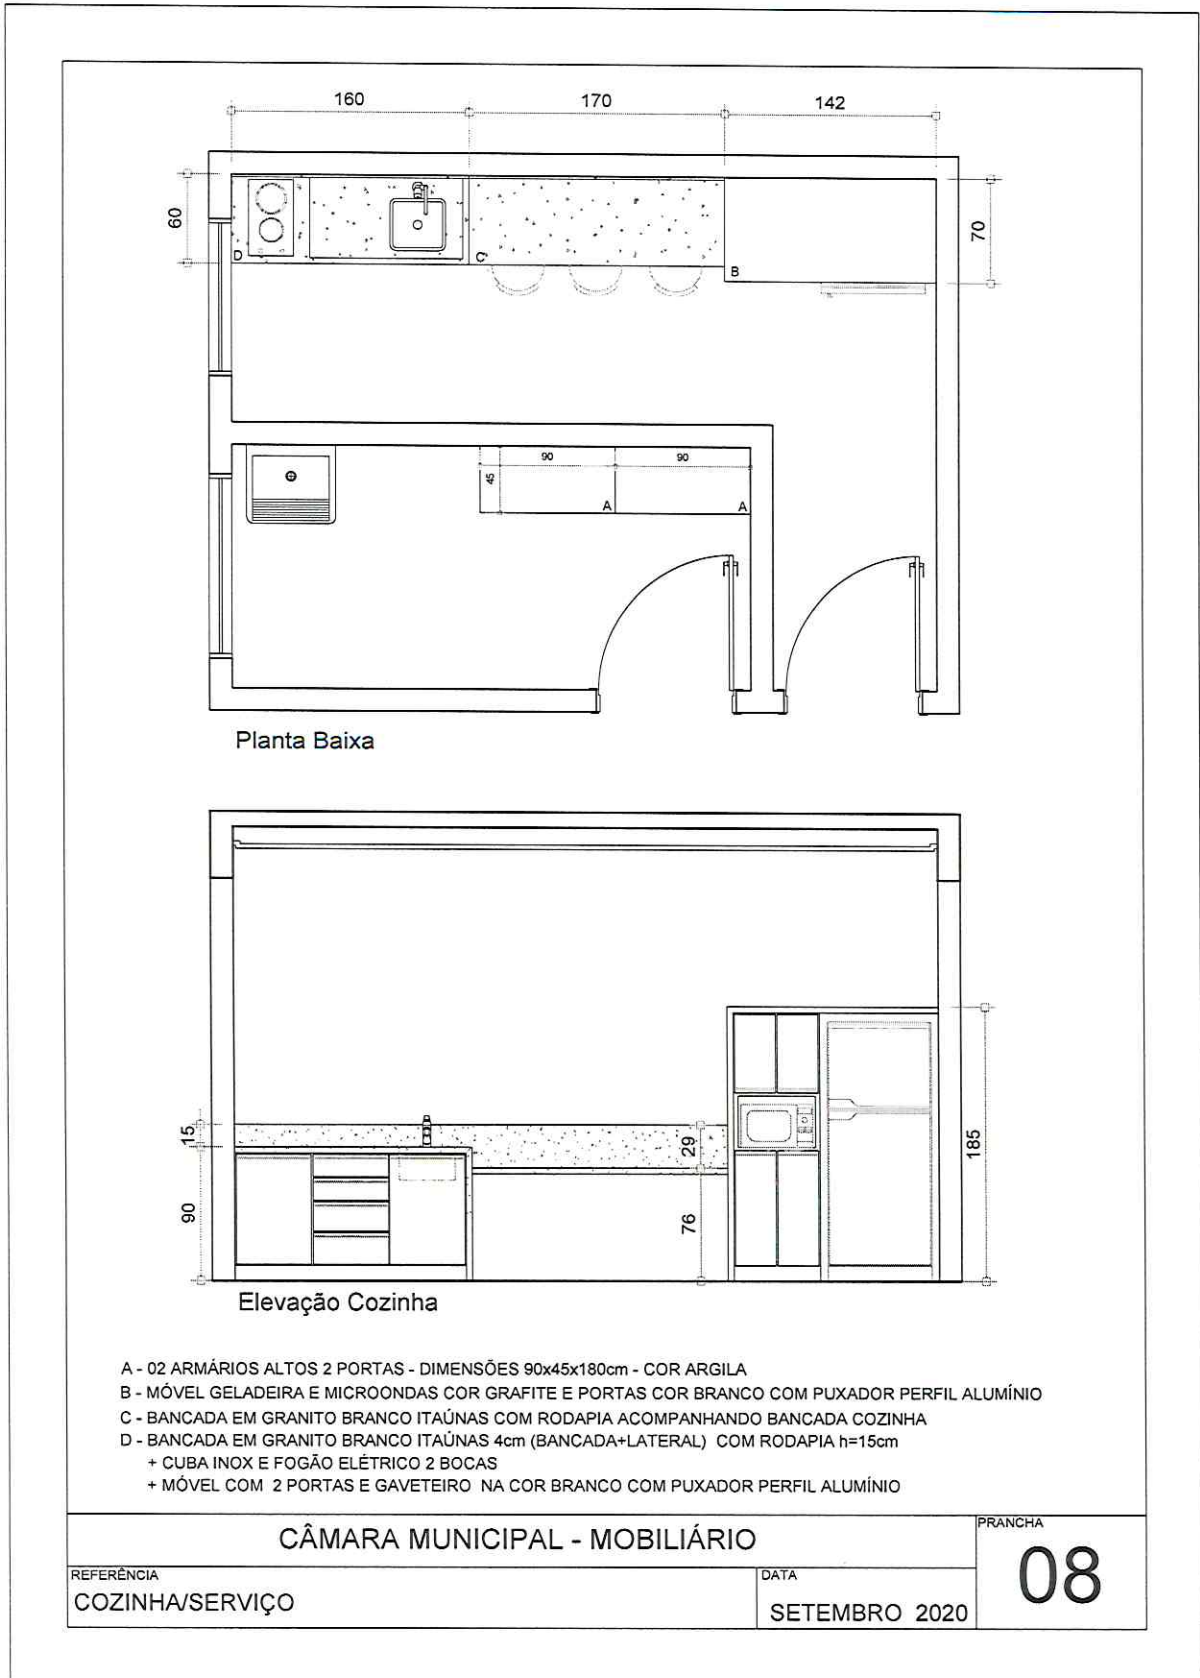 160 170 142
60
70
D C B
90 90
45
A A
Planta Baixa
15
29
185
90
76
Elevação Cozinha
A - 02 ARMÁRIOS ALTOS 2 PORTAS - DIMENSÕES 90x45x180cm - COR ARGILA
B - MÓVEL GELADEIRA E MICROONDAS COR GRAFITE E PORTAS COR BRANCO COM PUXADOR PERFIL ALUMÍNIO
C - BANCADA EM GRANITO BRANCO ITAÚNAS COM RODAPIA ACOMPANHANDO BANCADA COZINHA
D - BANCADA EM GRANITO BRANCO ITAÚNAS 4cm (BANCADA+LATERAL) COM RODAPIA h=15cm
+ CUBA INOX E FOGÃO ELÉTRICO 2 BOCAS
+ MÓVEL COM 2 PORTAS E GAVETEIRO NA COR BRANCO COM PUXADOR PERFIL ALUMÍNIO
CÂMARA MUNICIPAL - MOBILIÁRIO
PRANCHA
08
REFERÊNCIA
COZINHA/SERVIÇO
DATA
SETEMBRO 2020